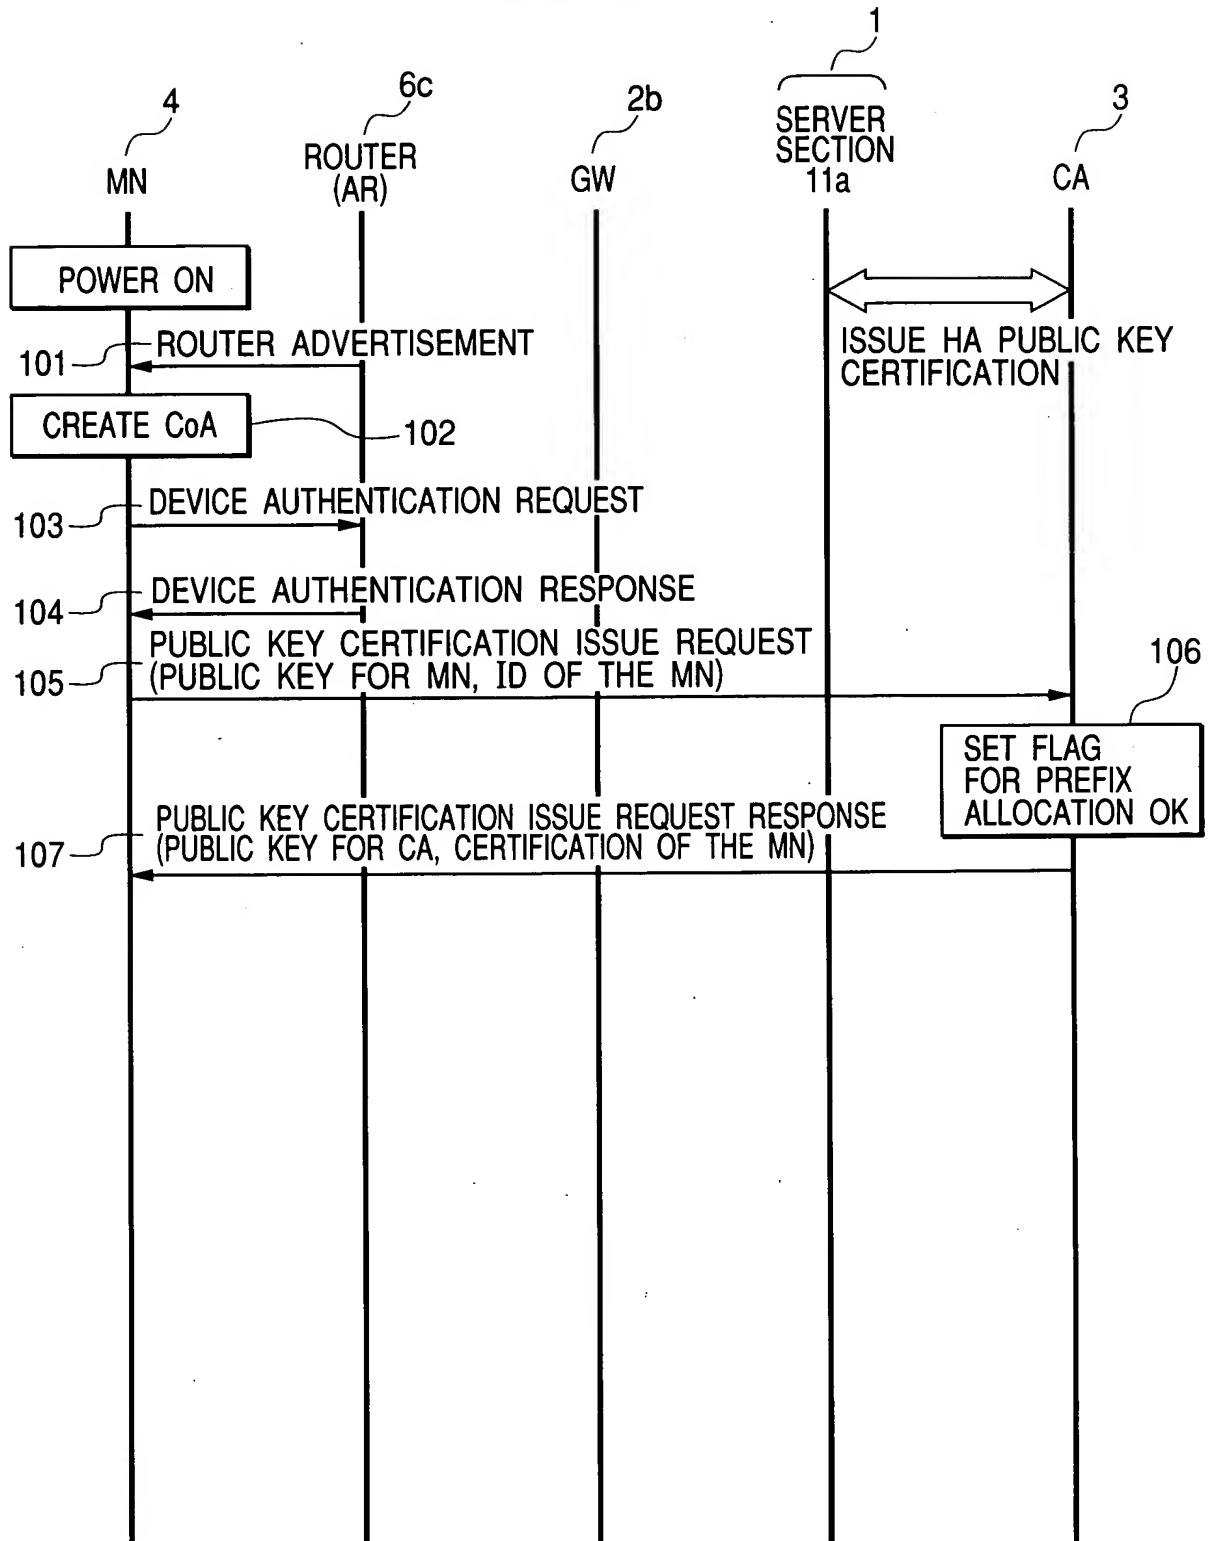 1
4
6c
2b
3
MN
ROUTER
(AR)
GW
SERVER
SECTION
11a
CA
POWER ON
101
ROUTER ADVERTISEMENT
ISSUE HA PUBLIC KEY
CERTIFICATION
CREATE CoA
102
103
DEVICE AUTHENTICATION REQUEST
104
DEVICE AUTHENTICATION RESPONSE
105
PUBLIC KEY CERTIFICATION ISSUE REQUEST
(PUBLIC KEY FOR MN, ID OF THE MN)
106
SET FLAG
FOR PREFIX
ALLOCATION OK
107
PUBLIC KEY CERTIFICATION ISSUE REQUEST RESPONSE
(PUBLIC KEY FOR CA, CERTIFICATION OF THE MN)